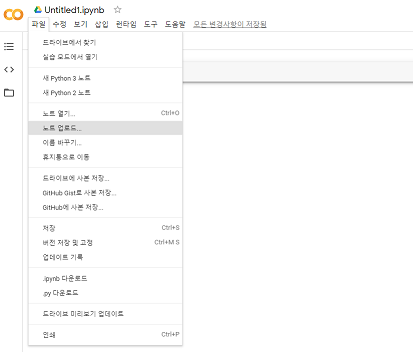 Untitled1.ipynb
파일 수정 보기 삽입 런타임 도구 도움말 모든 변경사항이 저장됨
드라이브에서 찾기
실습 모드에서 열기
새 Python 3 노트
새 Python 2 노트
노트 열기... Ctrl+O
노트 업로드...
이름 바꾸기...
휴지통으로 이동
드라이브에 사본 저장...
GitHub Gist로 사본 저장...
GitHub에 사본 저장...
저장 Ctrl+S
버전 저장 및 고정 Ctrl+M S
업데이트 기록
.ipynb 다운로드
.py 다운로드
드라이브 미리보기 업데이트
인쇄 Ctrl+P